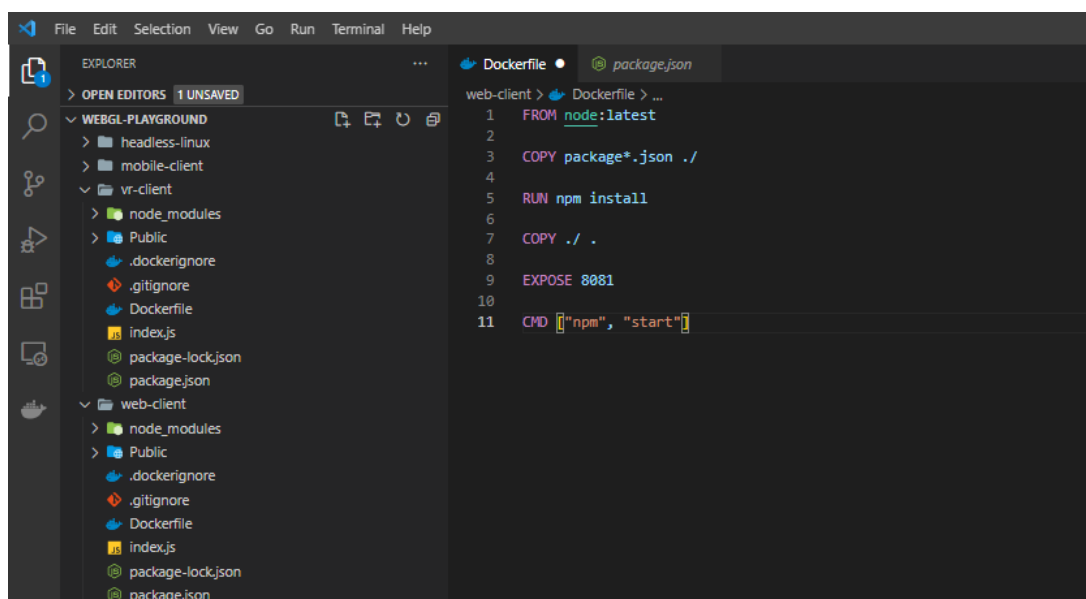 File Edit Selection View Go Run Terminal Help
EXPLORER
OPEN EDITORS 1 UNSAVED
WEBGL-PLAYGROUND
headless-linux
mobile-client
vr-client
node_modules
Public
.dockerignore
.gitignore
Dockerfile
JS index.js
package-lock.json
package.json
web-client
node_modules
Public
.dockerignore
.gitignore
Dockerfile
JS index.js
package-lock.json
package.json
1
Dockerfile package.json
web-client > Dockerfile > ...
1 FROM node:latest
2
3 COPY package*.json ./
4
5 RUN npm install
6
7 COPY ./ .
8
9 EXPOSE 8081
10
11 CMD ["npm", "start"]